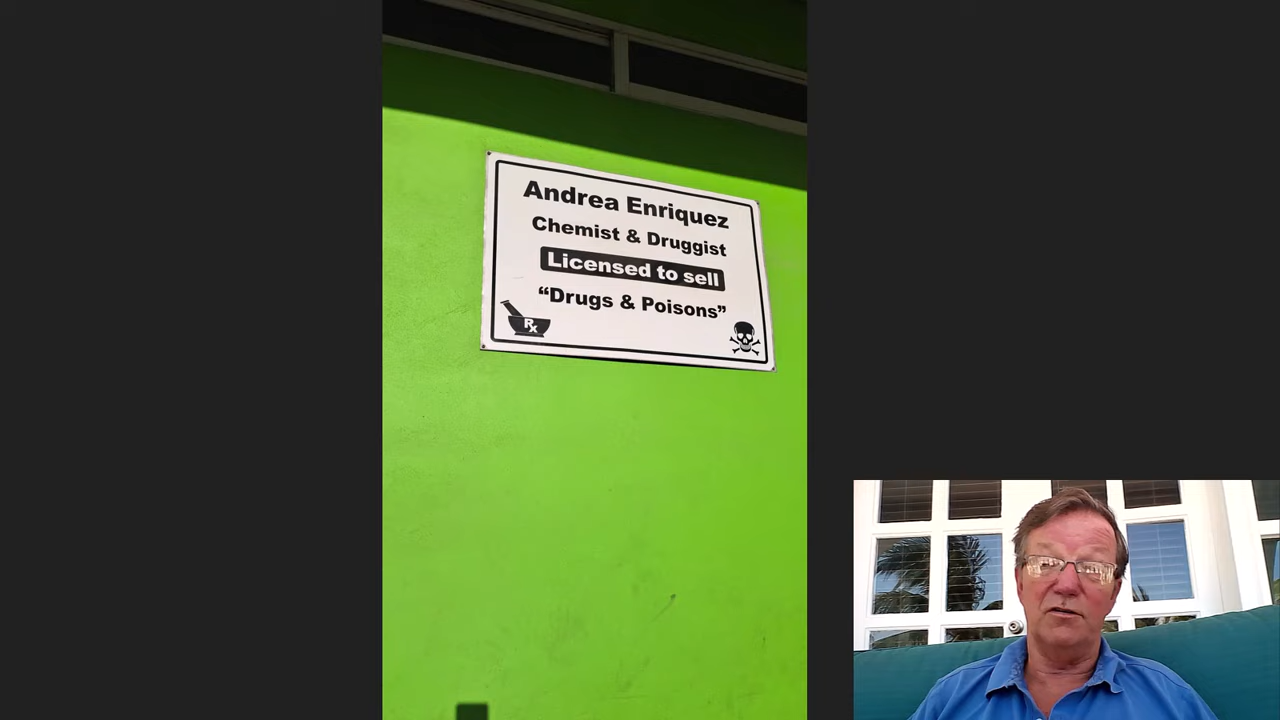 Andrea Enriquez
Chemist & Druggist
Licensed to sell
“Drugs & Poisons”
Rx